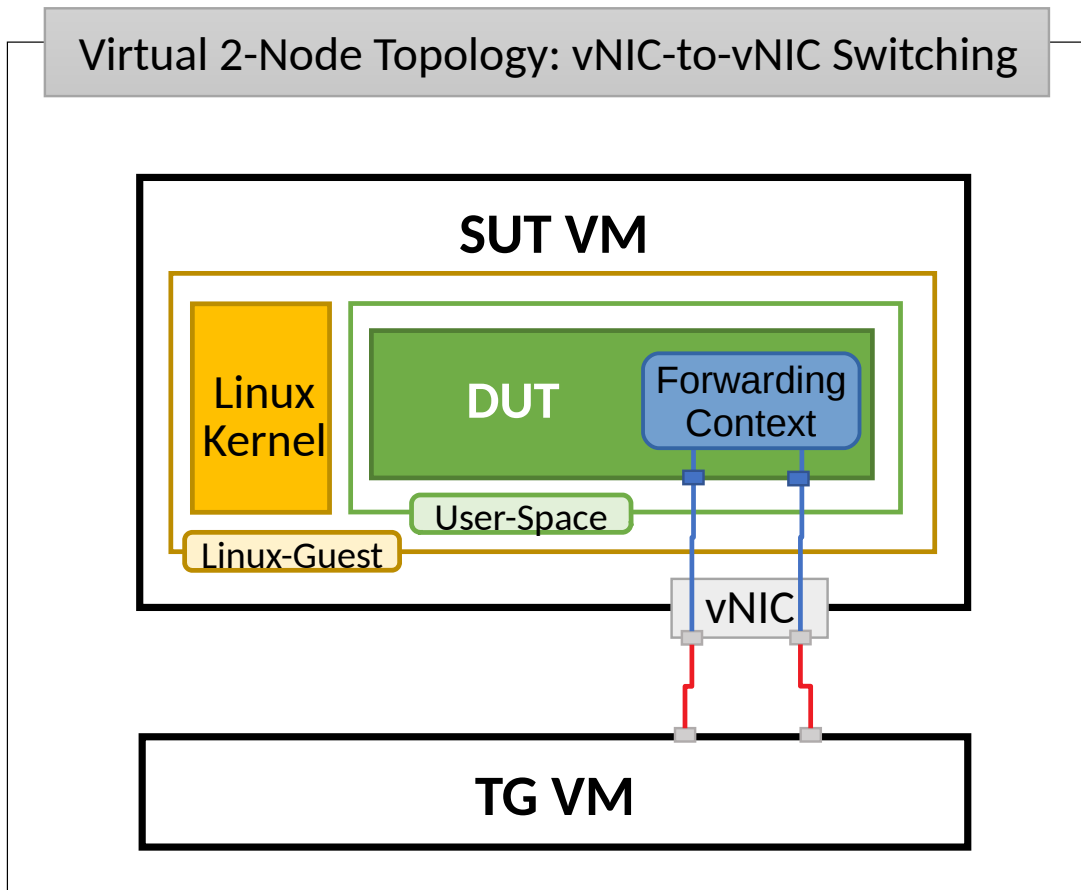 Virtual 2-Node Topology: vNIC-to-vNIC Switching
SUT VM
Linux
Kernel
DUT
Forwarding
Context
User-Space
Linux-Guest
vNIC
TG VM